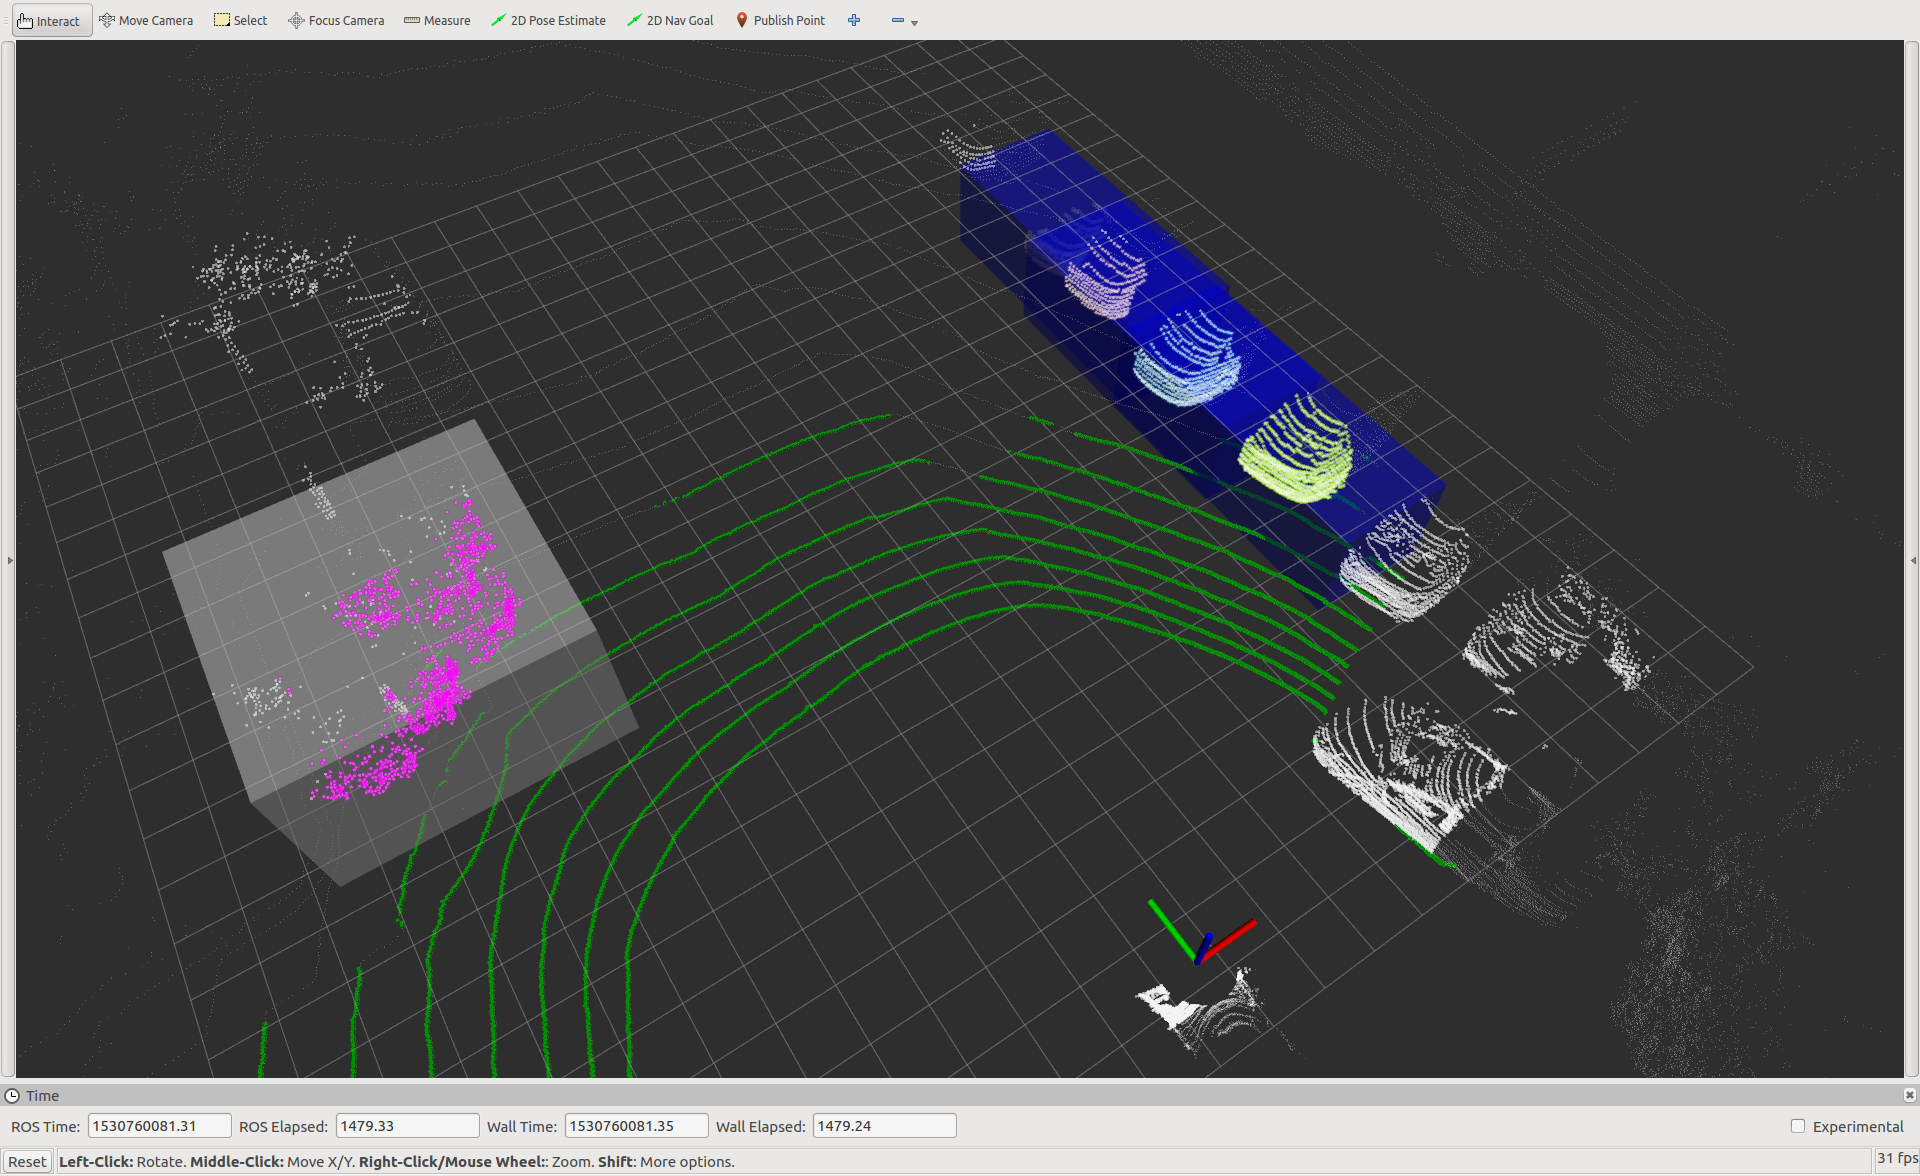 Interact Move Camera Select Focus Camera Measure 2D Pose Estimate 2D Nav Goal Publish Point
Time
ROS Time: 1530760081.31 ROS Elapsed: 1479.33 Wall Time: 1530760081.35 Wall Elapsed: 1479.24 Experimental
Reset Left-Click: Rotate. Middle-Click: Move X/Y. Right-Click/Mouse Wheel:: Zoom. Shift: More options. 31 fps